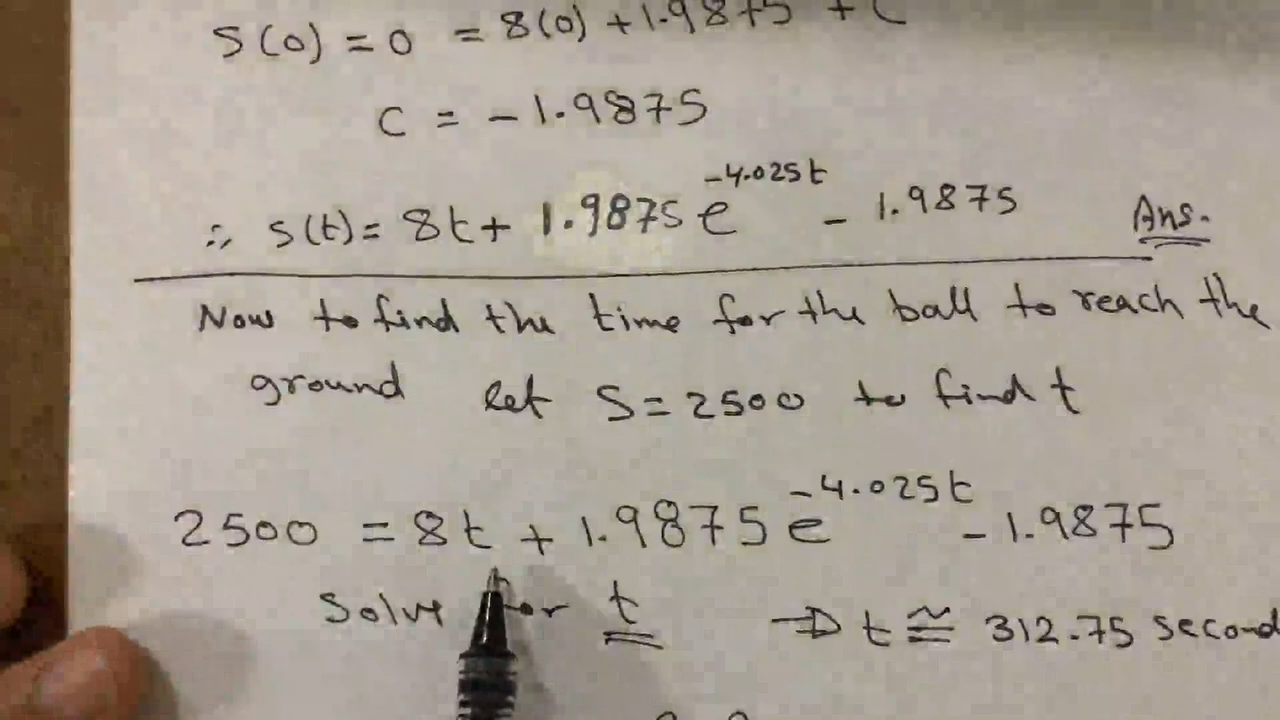 S(0) = 0 = 8(0) + 1.9875 + C
C = -1.9875
∴ s(t) = 8t + 1.9875 e^-4.025t - 1.9875 Ans.
Now to find the time for the ball to reach the
ground let S = 2500 to find t
2500 = 8t + 1.9875 e^-4.025t - 1.9875
Solve for t ⇒ t ≅ 312.75 second